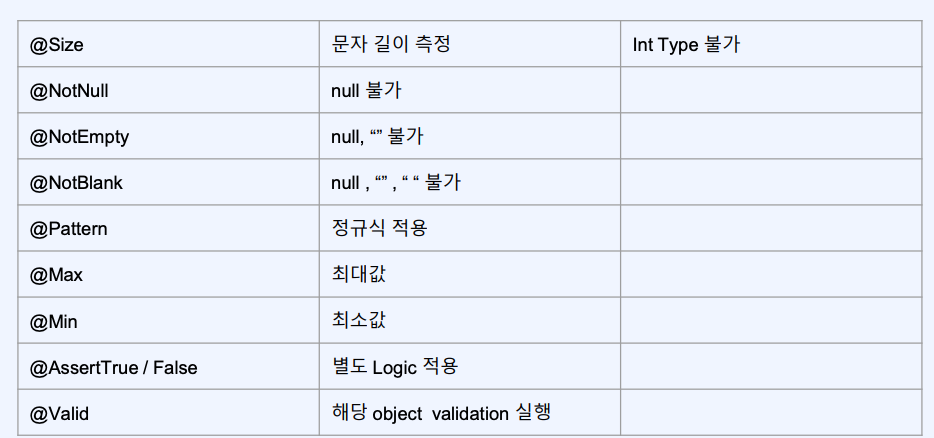 @Size 문자 길이 측정 Int Type 불가
@NotNull null 불가
@NotEmpty null, “” 불가
@NotBlank null , “” , “ “ 불가
@Pattern 정규식 적용
@Max 최대값
@Min 최소값
@AssertTrue / False 별도 Logic 적용
@Valid 해당 object  validation 실행